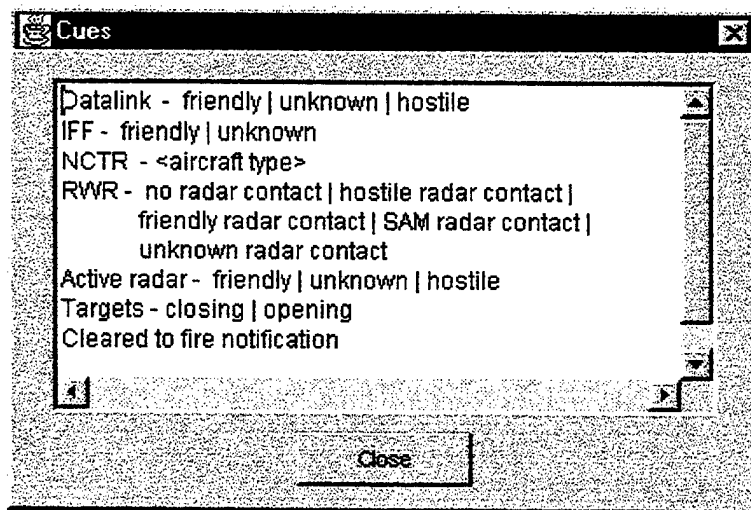 Cues
Datalink - friendly | unknown | hostile
IFF - friendly | unknown
NCTR - <aircraft type>
RWR - no radar contact | hostile radar contact |
friendly radar contact | SAM radar contact |
unknown radar contact
Active radar - friendly | unknown | hostile
Targets - closing | opening
Cleared to fire notification
Close